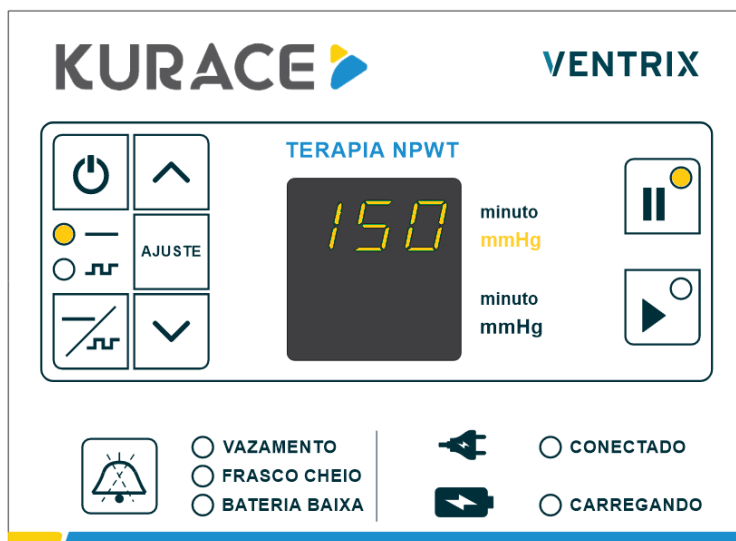 KURACE
VENTRIX
TERAPIA NPWT
150
minuto
mmHg
AJUSTE
minuto
mmHg
VAZAMENTO
FRASCO CHEIO
BATERIA BAIXA
CONECTADO
CARREGANDO